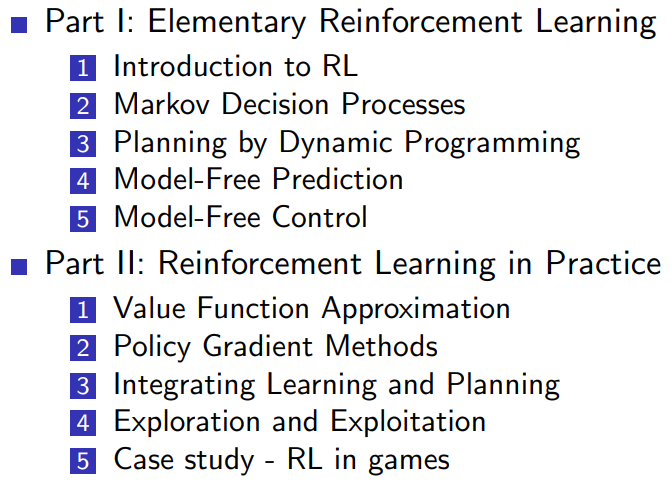 Part I: Elementary Reinforcement Learning
1 Introduction to RL
2 Markov Decision Processes
3 Planning by Dynamic Programming
4 Model-Free Prediction
5 Model-Free Control
Part II: Reinforcement Learning in Practice
1 Value Function Approximation
2 Policy Gradient Methods
3 Integrating Learning and Planning
4 Exploration and Exploitation
5 Case study - RL in games